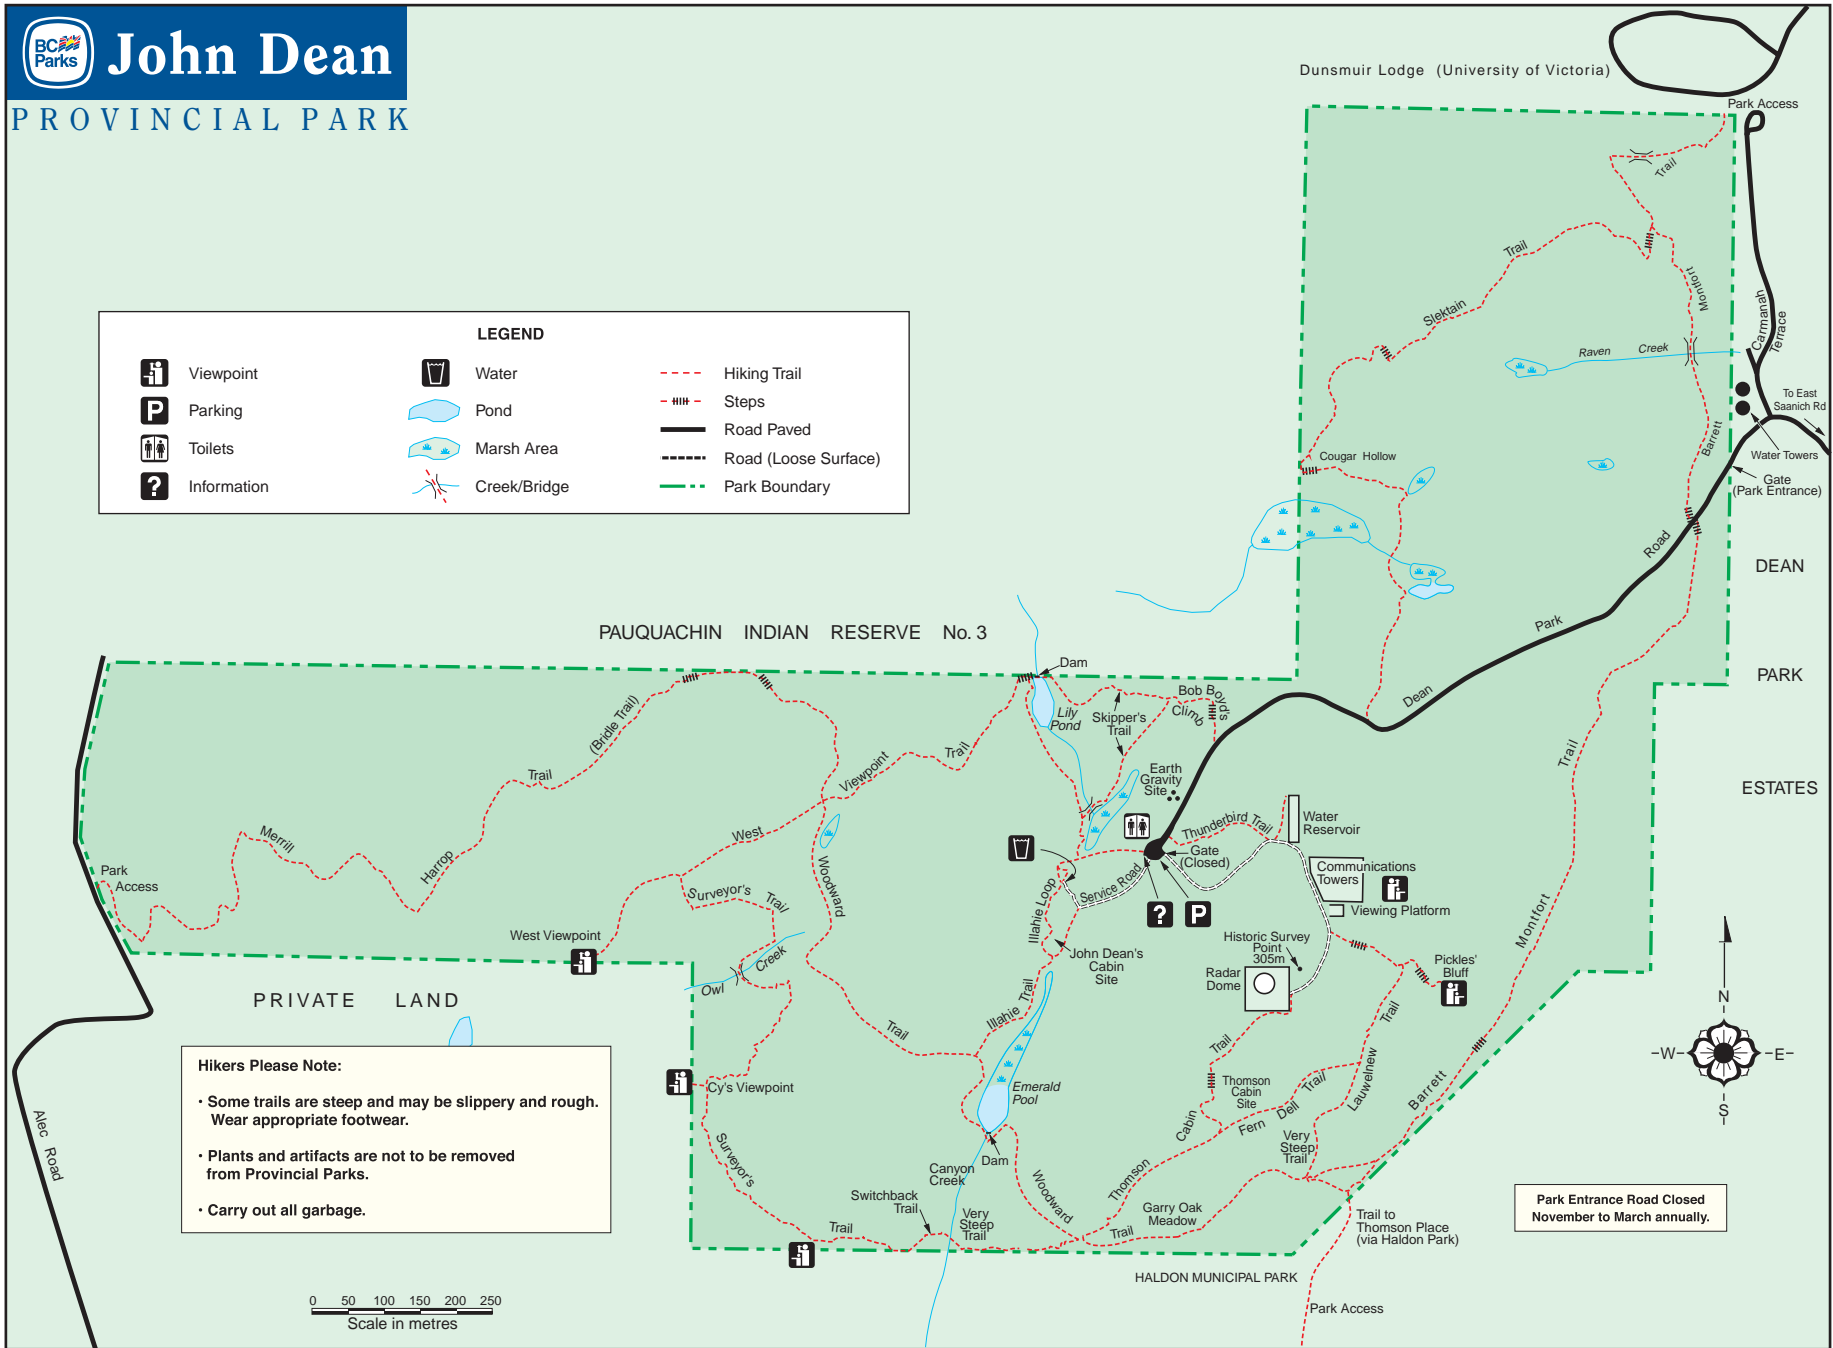 BC
Parks
John Dean
PROVINCIAL PARK
Dunsmuir Lodge (University of Victoria)
Park Access
Trail
Trail
Slektain
Montfort
Carmanah
Terrace
Raven Creek
To East
Saanich Rd
Barrett
Water Towers
Gate
(Park Entrance)
Cougar Hollow
Road
Park
Dean
DEAN
PARK
ESTATES
LEGEND
Viewpoint
Parking
Toilets
Information
Water
Pond
Marsh Area
Creek/Bridge
Hiking Trail
Steps
Road Paved
Road (Loose Surface)
Park Boundary
P
?
PAUQUACHIN INDIAN RESERVE No. 3
Dam
Lily
Pond
Skipper's
Trail
Bob Boyd's
Climb
Earth
Gravity
Site
(Bridle Trail)
Trail
Harrop
Merrill
Park
Access
Viewpoint
Trail
West
Woodward
Trail
Surveyor's
Trail
West Viewpoint
Owl Creek
Thunderbird Trail
Water
Reservoir
Gate
(Closed)
Communications
Towers
Viewing Platform
Service Road
?
P
Illahie Loop
John Dean's
Cabin
Site
Historic Survey
Point
305m
Radar
Dome
Pickles'
Bluff
Trail
Montfort
Barrett
PRIVATE LAND
Illahie Trail
Emerald
Pool
Dam
Canyon
Creek
Cy's Viewpoint
Surveyor's
Trail
Switchback
Trail
Very
Steep
Trail
Woodward
Trail
Thomson
Cabin
Trail
Thomson
Cabin
Site
Fern Dell Trail
Lauwelnew
Trail
Very
Steep
Trail
Garry Oak
Meadow
Trail to
Thomson Place
(via Haldon Park)
HALDON MUNICIPAL PARK
Park Access
Alec Road
Hikers Please Note:
• Some trails are steep and may be slippery and rough.
Wear appropriate footwear.
• Plants and artifacts are not to be removed
from Provincial Parks.
• Carry out all garbage.
0 50 100 150 200 250
Scale in metres
N
W
E
S
Park Entrance Road Closed
November to March annually.